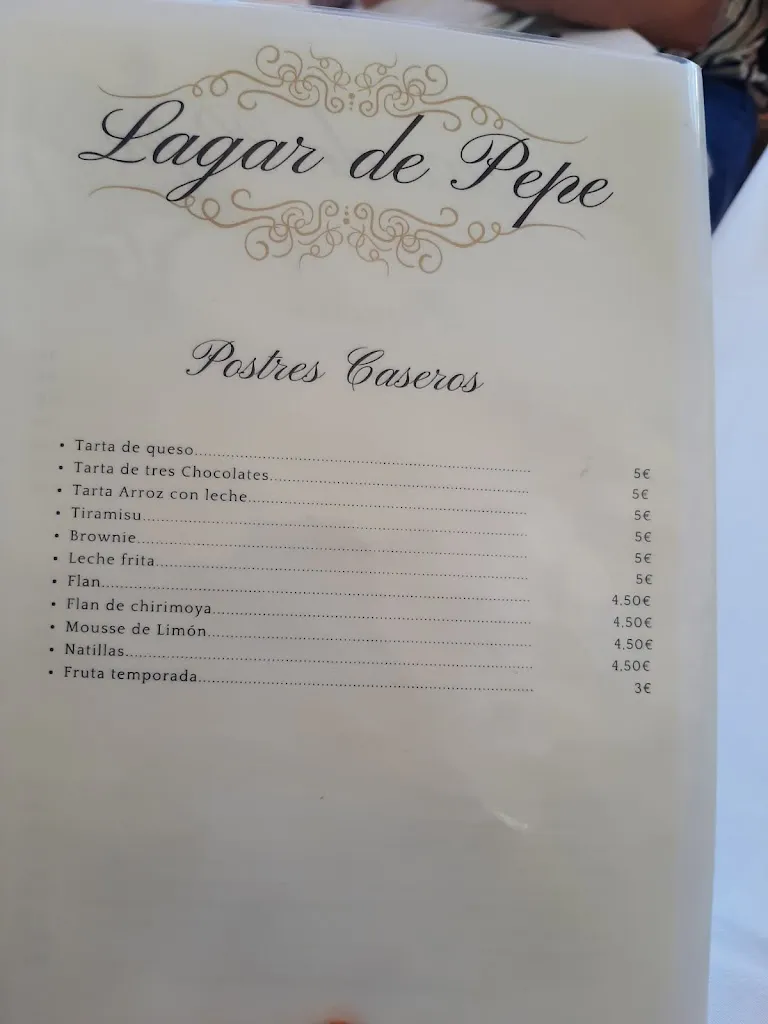 Lagar de Pepe
Postres Caseros
• Tarta de queso........................ 5€
• Tarta de tres Chocolates........................ 5€
• Tarta Arroz con leche........................ 5€
• Tiramisu........................ 5€
• Brownie........................ 5€
• Leche frita........................ 5€
• Flan........................ 4.50€
• Flan de chirimoya........................ 4.50€
• Mousse de Limón........................ 4.50€
• Natillas........................ 4.50€
• Fruta temporada........................ 3€